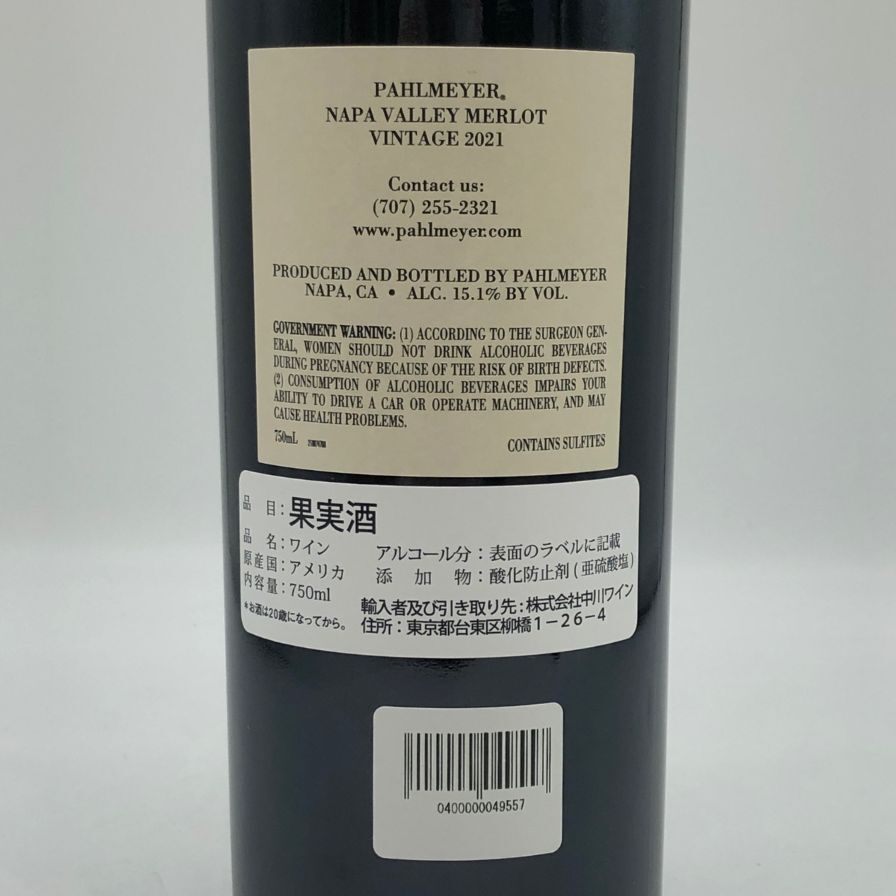 PAHLMEYER®
NAPA VALLEY MERLOT
VINTAGE 2021
Contact us:
(707) 255-2321
www.pahlmeyer.com
PRODUCED AND BOTTLED BY PAHLMEYER
NAPA, CA • ALC. 15.1% BY VOL.
GOVERNMENT WARNING: (1) ACCORDING TO THE SURGEON GEN-
ERAL, WOMEN SHOULD NOT DRINK ALCOHOLIC BEVERAGES
DURING PREGNANCY BECAUSE OF THE RISK OF BIRTH DEFECTS.
(2) CONSUMPTION OF ALCOHOLIC BEVERAGES IMPAIRS YOUR
ABILITY TO DRIVE A CAR OR OPERATE MACHINERY, AND MAY
CAUSE HEALTH PROBLEMS.
750mL CONTAINS SULFITES
品 目：果実酒
品 名：ワイン アルコール分：表面のラベルに記載
原産国：アメリカ 添 加 物：酸化防止剤(亜硫酸塩)
内容量：750ml 輸入者及び引き取り先：株式会社中川ワイン
＊お酒は20歳になってから。 住所：東京都台東区柳橋1-26-4
0400000049557